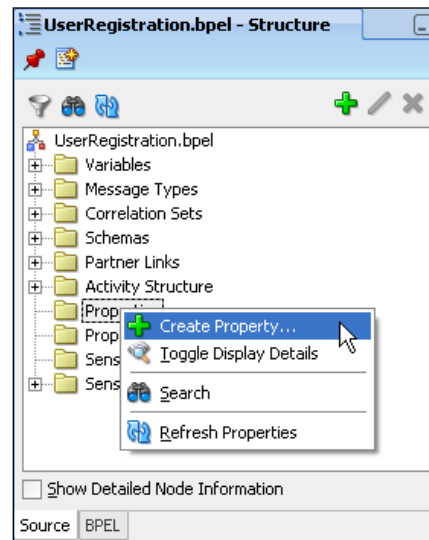 UserRegistration.bpel - Structure
UserRegistration.bpel
Variables
Message Types
Correlation Sets
Schemas
Partner Links
Activity Structure
Create Property...
Toggle Display Details
Search
Refresh Properties
Show Detailed Node Information
Source BPEL